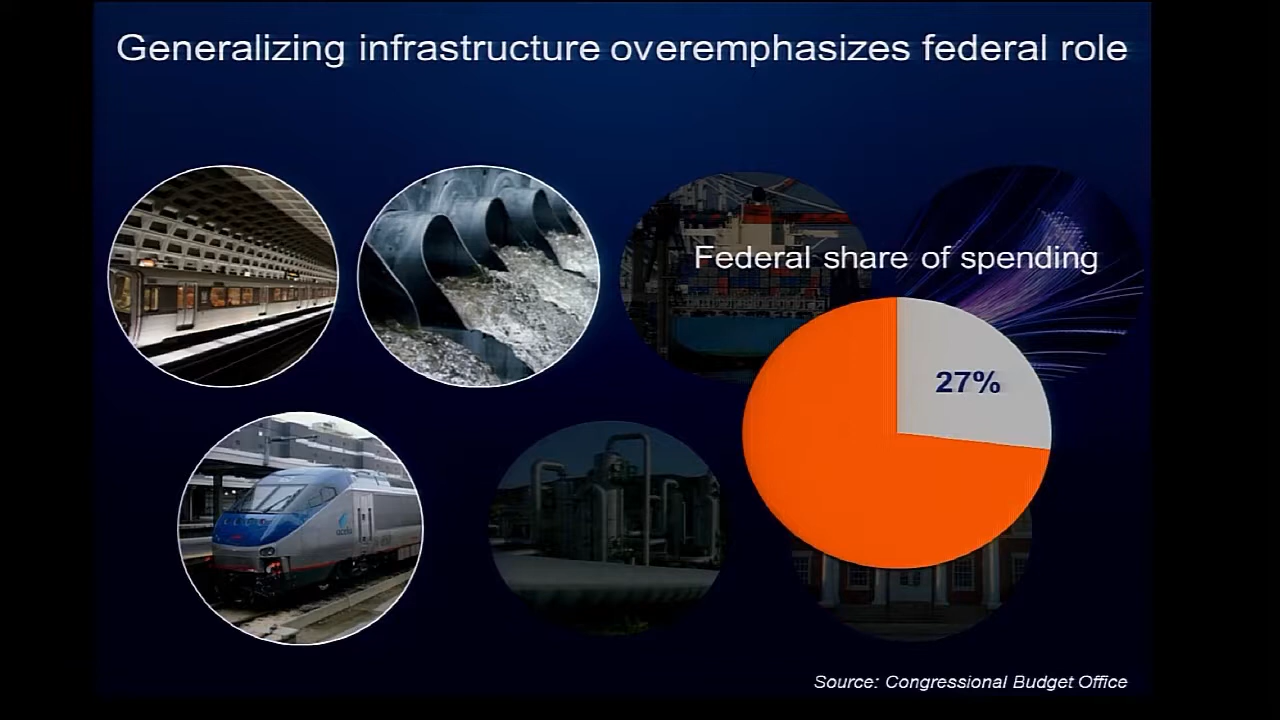 Generalizing infrastructure overemphasizes federal role
Federal share of spending
27%
Source: Congressional Budget Office